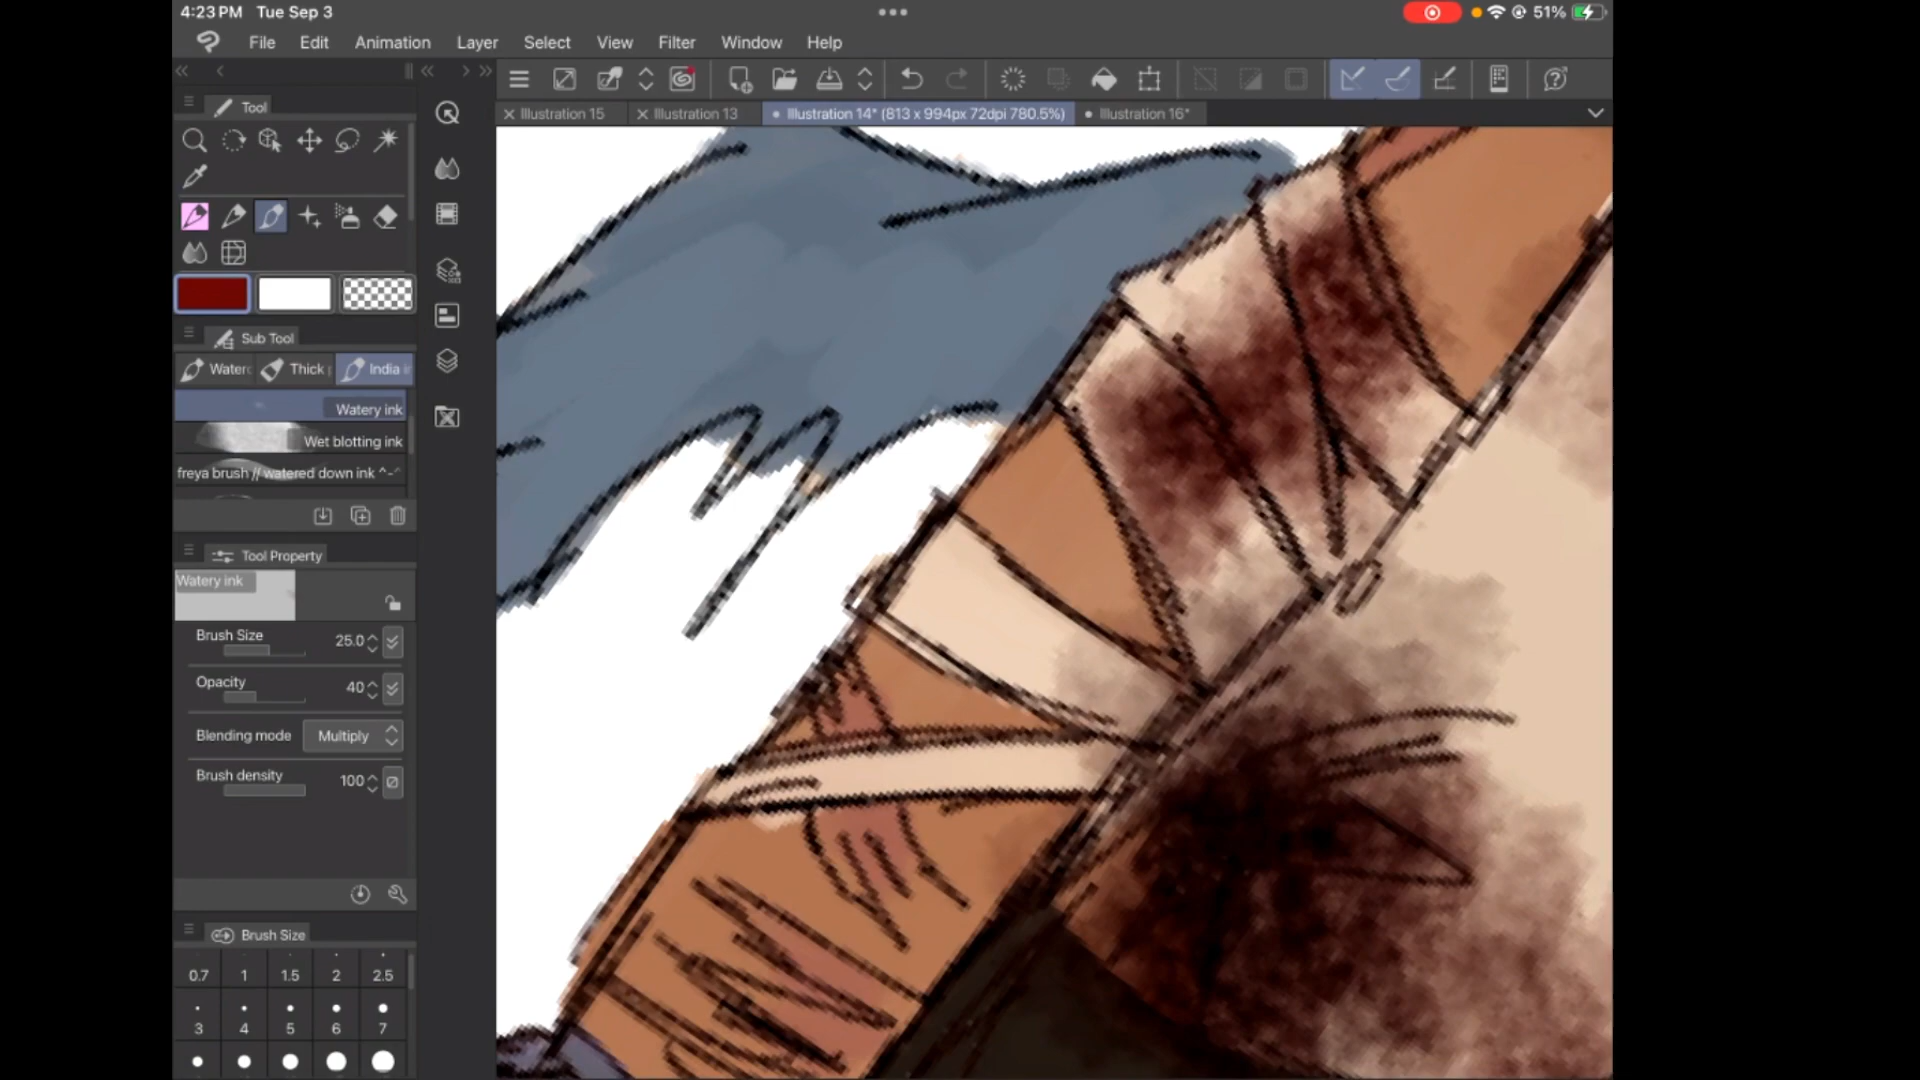 4:23 PM Tue Sep 3
51%
File Edit Animation Layer Select View Filter Window Help
Tool
Illustration 15
Illustration 13
Illustration 14* (813 x 994px 72dpi 780.5%)
Illustration 16*
Sub Tool
Thick
India
Watery ink
Wet blotting ink
freya brush // watered down ink ^-^
Tool Property
Watery ink
Brush Size 25.0
Opacity 40
Blending mode Multiply
Brush density 100
Brush Size
0.7 1 1.5 2 2.5
3 4 5 6 7